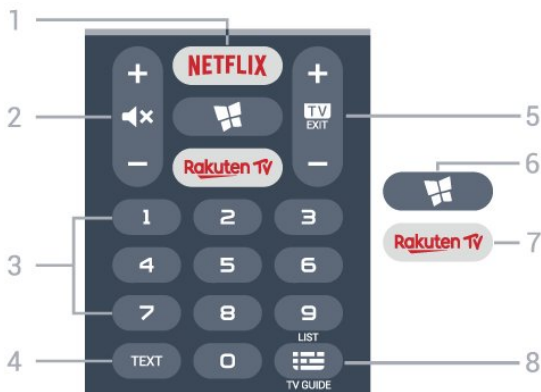 1
NETFLIX
+ +
2
TV
EXIT
5
- -
6
Rakuten TV
Rakuten TV 7
1 2 3
3
4 5 6
7 8 9
LIST
4 TEXT 0 8
TV GUIDE